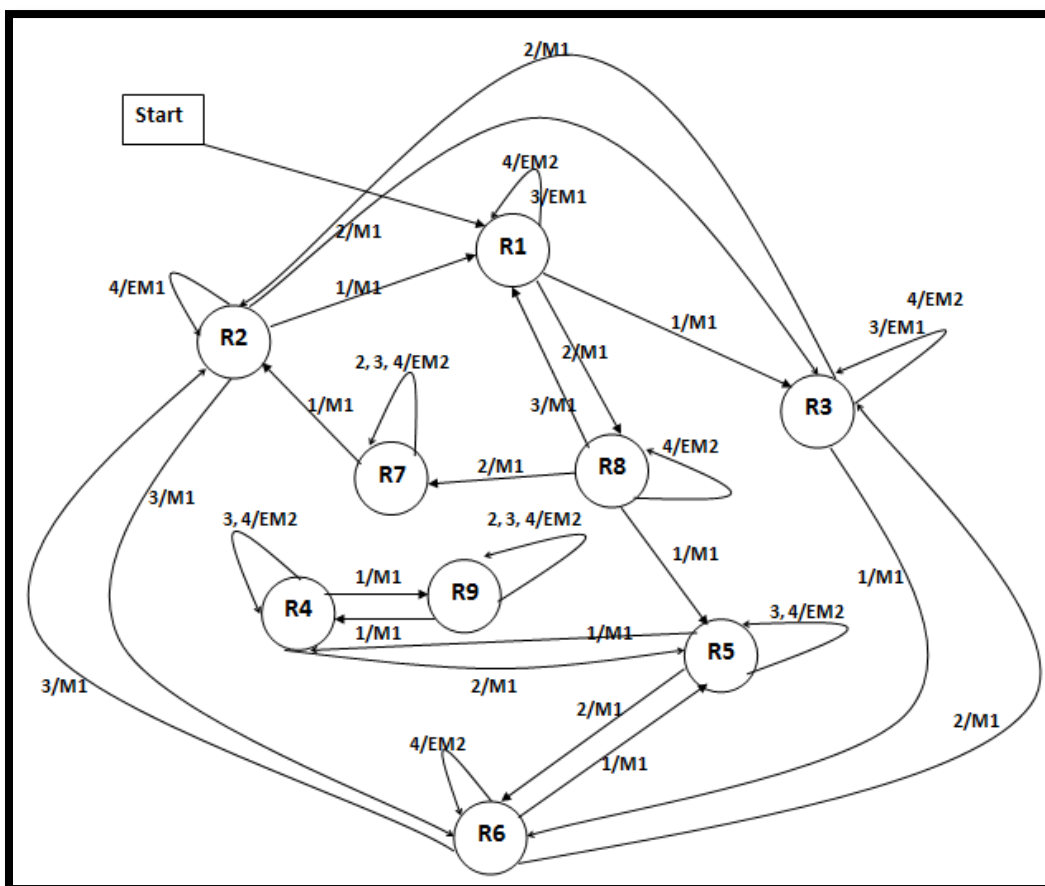 2/M1
Start
4/EM2
3/EM1
R1
2/M1
4/EM1
1/M1
R2
4/EM2
3/EM1
1/M1
2/M1
2, 3, 4/EM2
1/M1
3/M1
R3
4/EM2
R7
2/M1
R8
3/M1
3, 4/EM2
2, 3, 4/EM2
1/M1
1/M1
1/M1
R9
R4
3, 4/EM2
1/M1
1/M1
R5
3/M1
2/M1
2/M1
2/M1
4/EM2
1/M1
R6